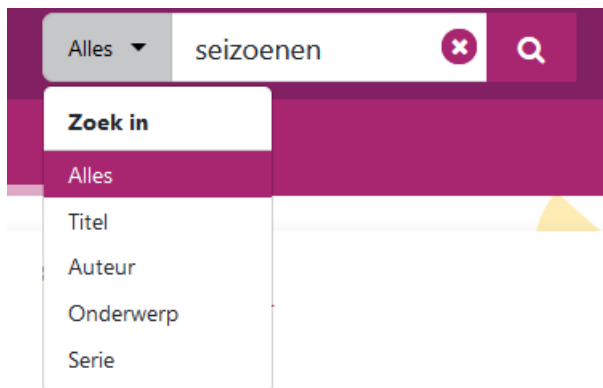 Alles seizoenen
Zoek in
Alles
Titel
Auteur
Onderwerp
Serie